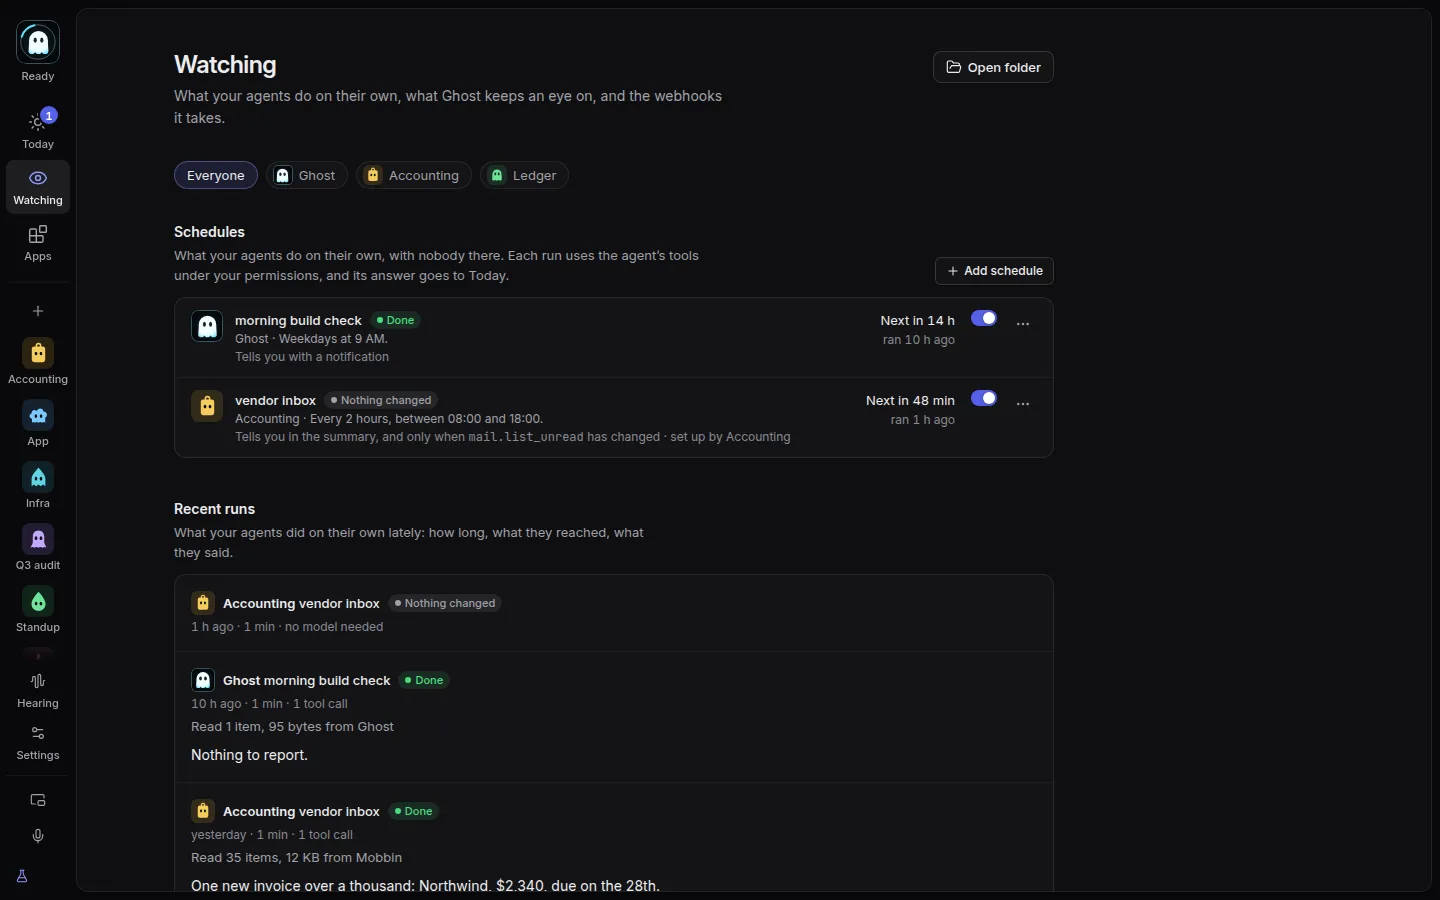 Ready
1
Today
Watching
Apps
Accounting
App
Infra
Q3 audit
Standup
Hearing
Settings
Watching
What your agents do on their own, what Ghost keeps an eye on, and the webhooks
it takes.
Open folder
Everyone
Ghost
Accounting
Ledger
Schedules
What your agents do on their own, with nobody there. Each run uses the agent's tools
under your permissions, and its answer goes to Today.
Add schedule
morning build check Done
Ghost · Weekdays at 9 AM.
Tells you with a notification
Next in 14 h
ran 10 h ago
vendor inbox Nothing changed
Accounting · Every 2 hours, between 08:00 and 18:00.
Tells you in the summary, and only when mail.list_unread has changed · set up by Accounting
Next in 48 min
ran 1 h ago
Recent runs
What your agents did on their own lately: how long, what they reached, what
they said.
Accounting vendor inbox Nothing changed
1 h ago · 1 min · no model needed
Ghost morning build check Done
10 h ago · 1 min · 1 tool call
Read 1 item, 95 bytes from Ghost
Nothing to report.
Accounting vendor inbox Done
yesterday · 1 min · 1 tool call
Read 35 items, 12 KB from Mobbin
One new invoice over a thousand: Northwind, $2,340, due on the 28th.